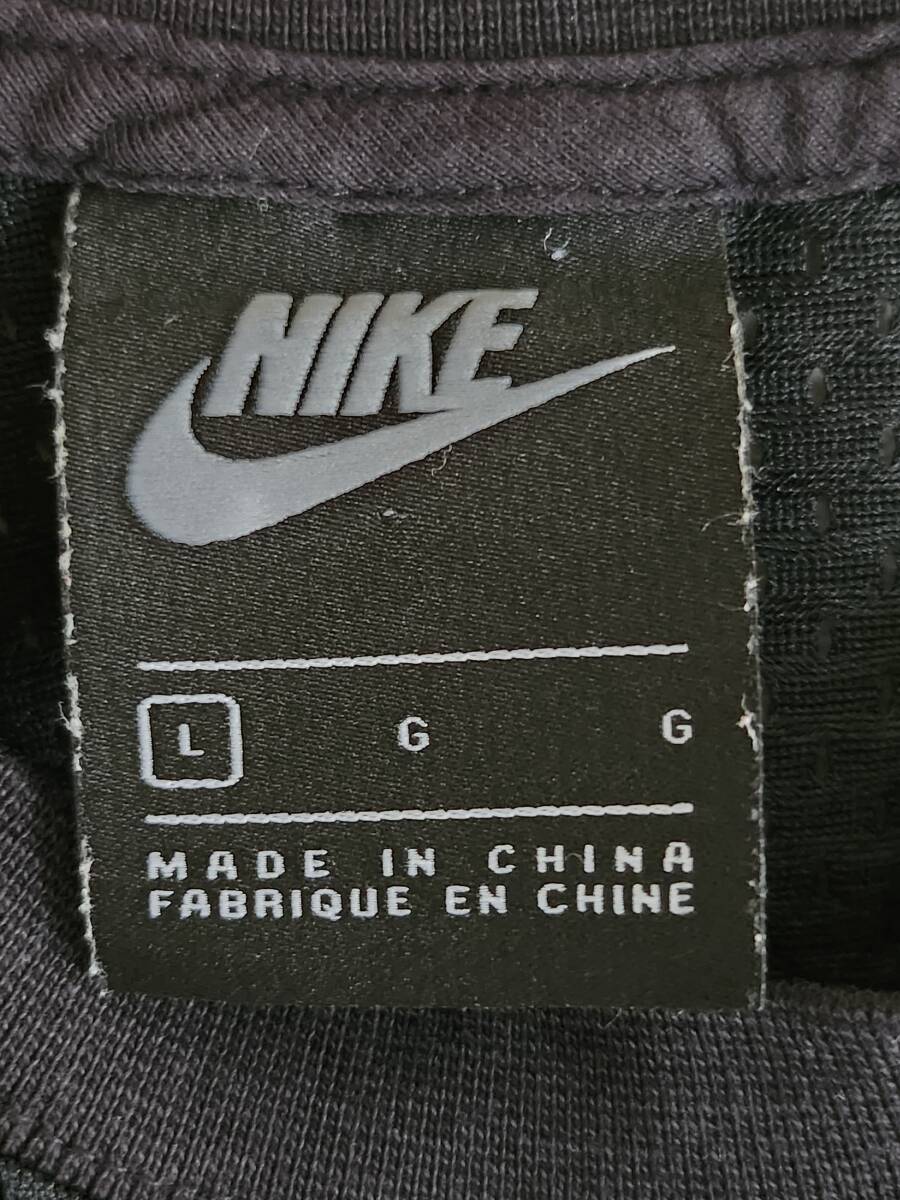 NIKE
L G G
MADE IN CHINA
FABRIQUE EN CHINE